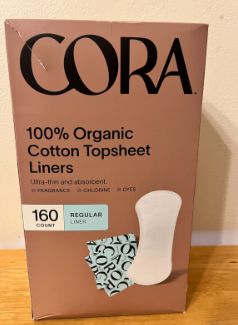 CORA
100% Organic
Cotton Topsheet
Liners
Ultra-thin and absorbent.
FRAGRANCE CHLORINE DYES
160
COUNT
REGULAR
LINER